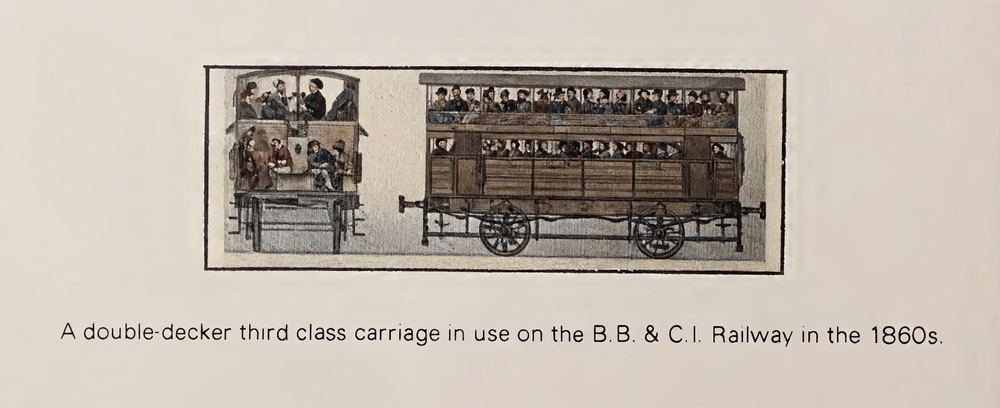 A double-decker third class carriage in use on the B.B. & C.I. Railway in the 1860s.